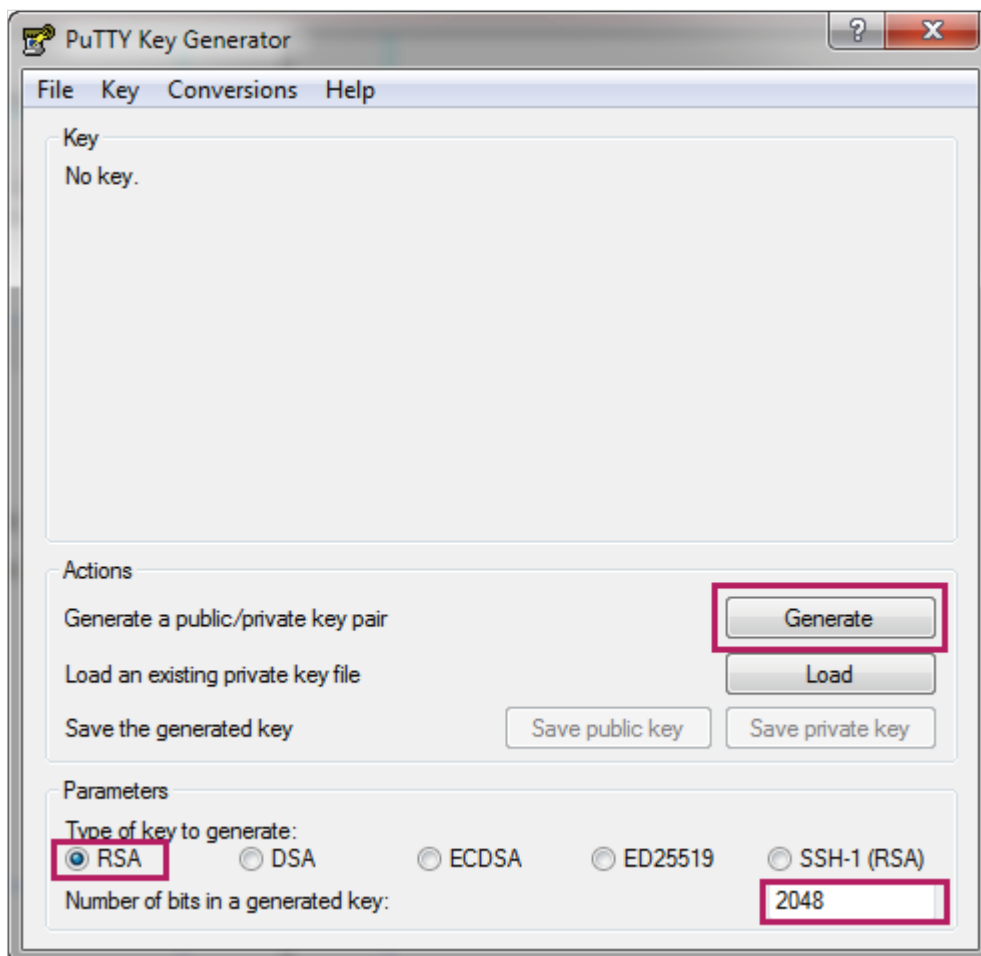 PuTTY Key Generator
? X
File Key Conversions Help
Key
No key.
Actions
Generate a public/private key pair Generate
Load an existing private key file Load
Save the generated key Save public key Save private key
Parameters
Type of key to generate:
RSA DSA ECDSA ED25519 SSH-1 (RSA)
Number of bits in a generated key: 2048